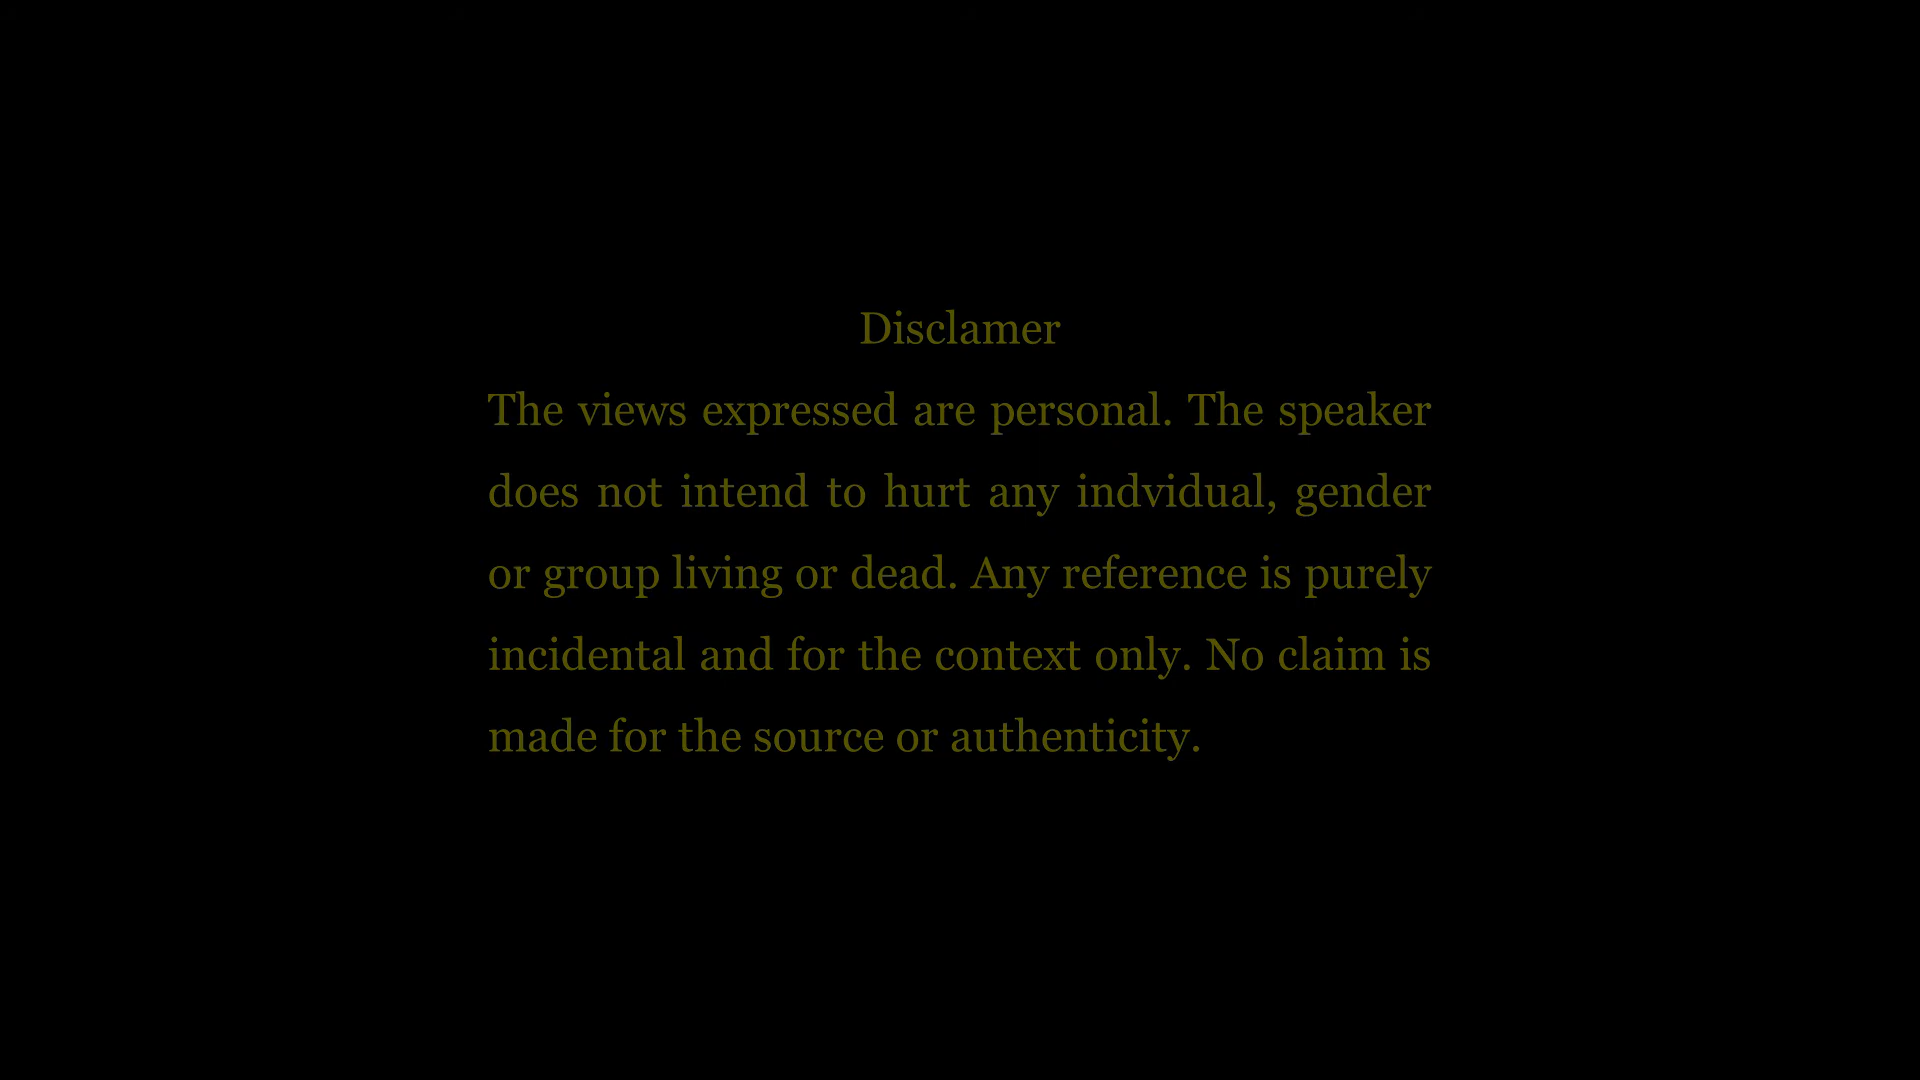 Disclamer
The views expressed are personal. The speaker
does not intend to hurt any indvidual, gender
or group living or dead. Any reference is purely
incidental and for the context only. No claim is
made for the source or authenticity.